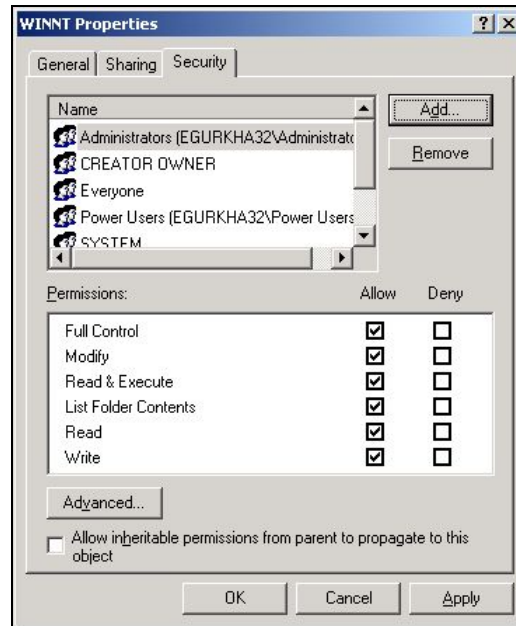 WINNT Properties
General Sharing Security
Name
Add...
Administrators (EGURKHA32\Administrato
CREATOR OWNER
Remove
Everyone
Power Users (EGURKHA32\Power Users
SYSTEM
Permissions: Allow Deny
Full Control
Modify
Read & Execute
List Folder Contents
Read
Write
Advanced...
Allow inheritable permissions from parent to propagate to this
object
OK Cancel Apply